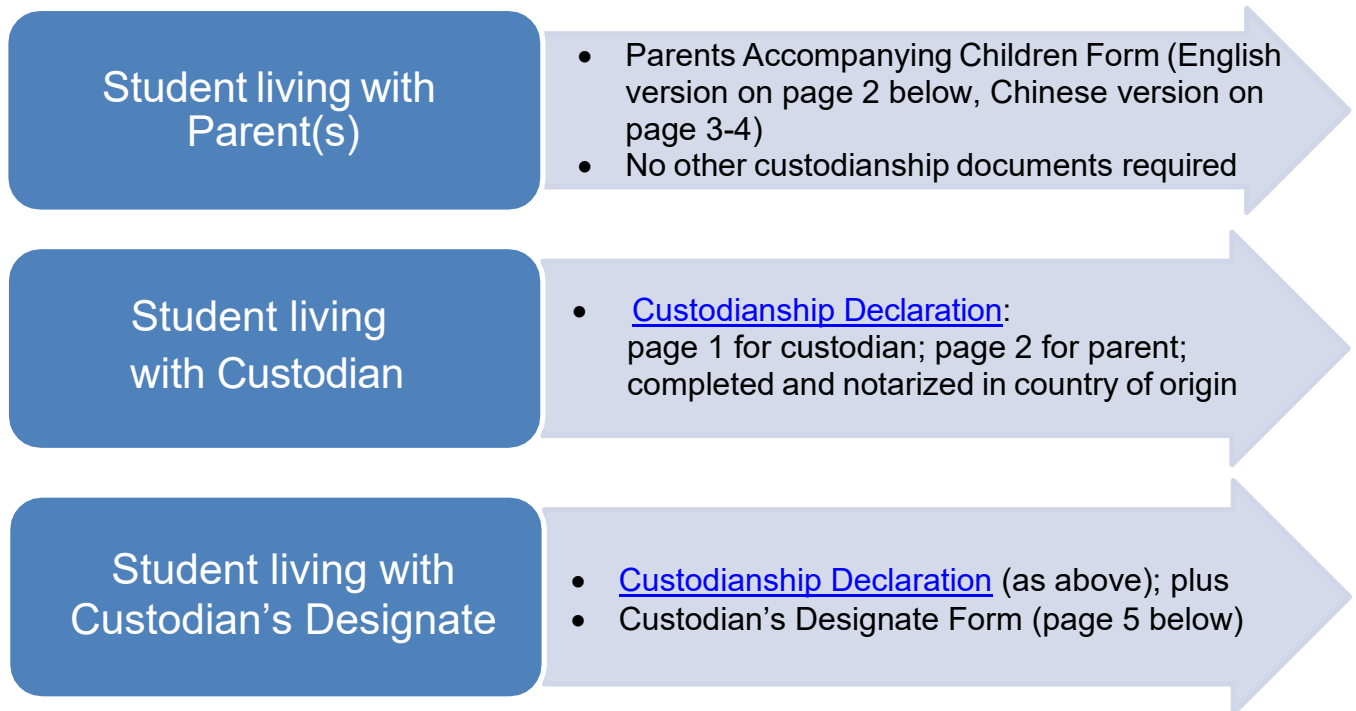 Student living with
Parent(s)
• Parents Accompanying Children Form (English
version on page 2 below, Chinese version on
page 3-4)
• No other custodianship documents required
Student living
with Custodian
• Custodianship Declaration:
page 1 for custodian; page 2 for parent;
completed and notarized in country of origin
Student living with
Custodian’s Designate
• Custodianship Declaration (as above); plus
• Custodian’s Designate Form (page 5 below)